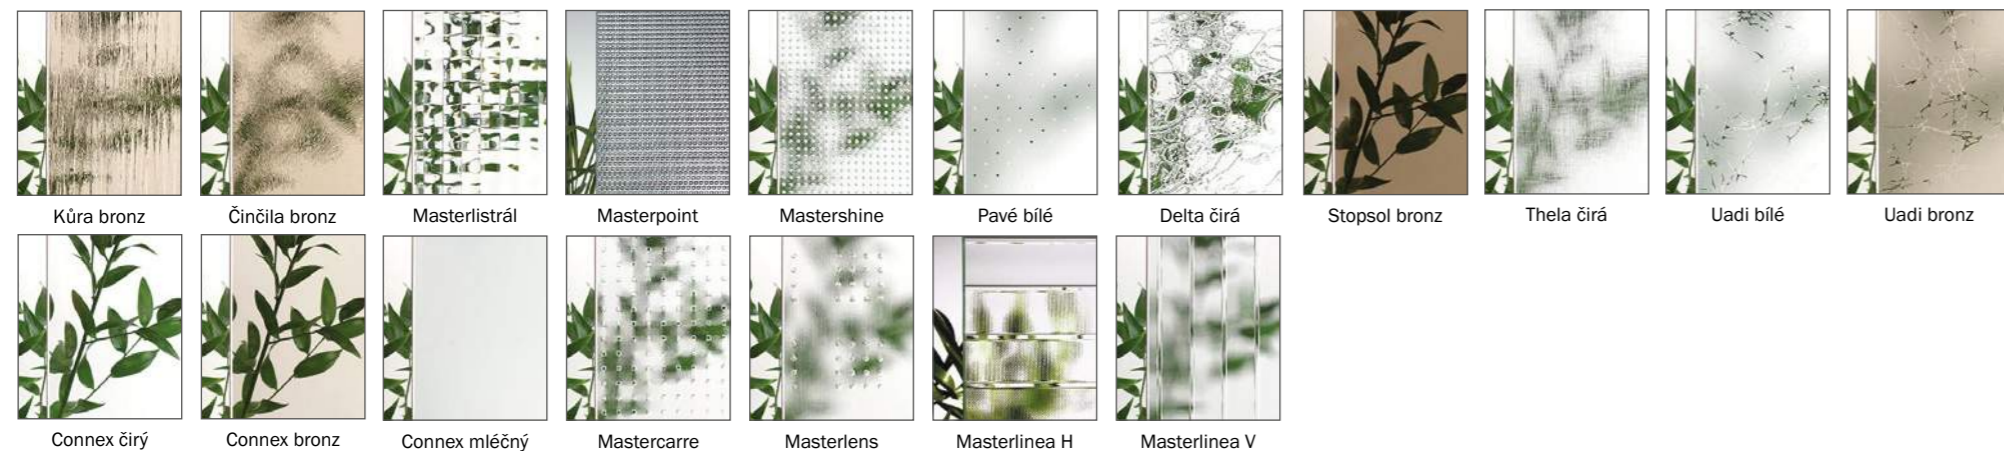 Kůra bronz
Činčila bronz
Masterlistrál
Masterpoint
Mastershine
Pavé bílé
Delta čirá
Stopsol bronz
Thela čirá
Uadi bílé
Uadi bronz
Connex čirý
Connex bronz
Connex mléčný
Mastercarre
Masterlens
Masterlinea H
Masterlinea V